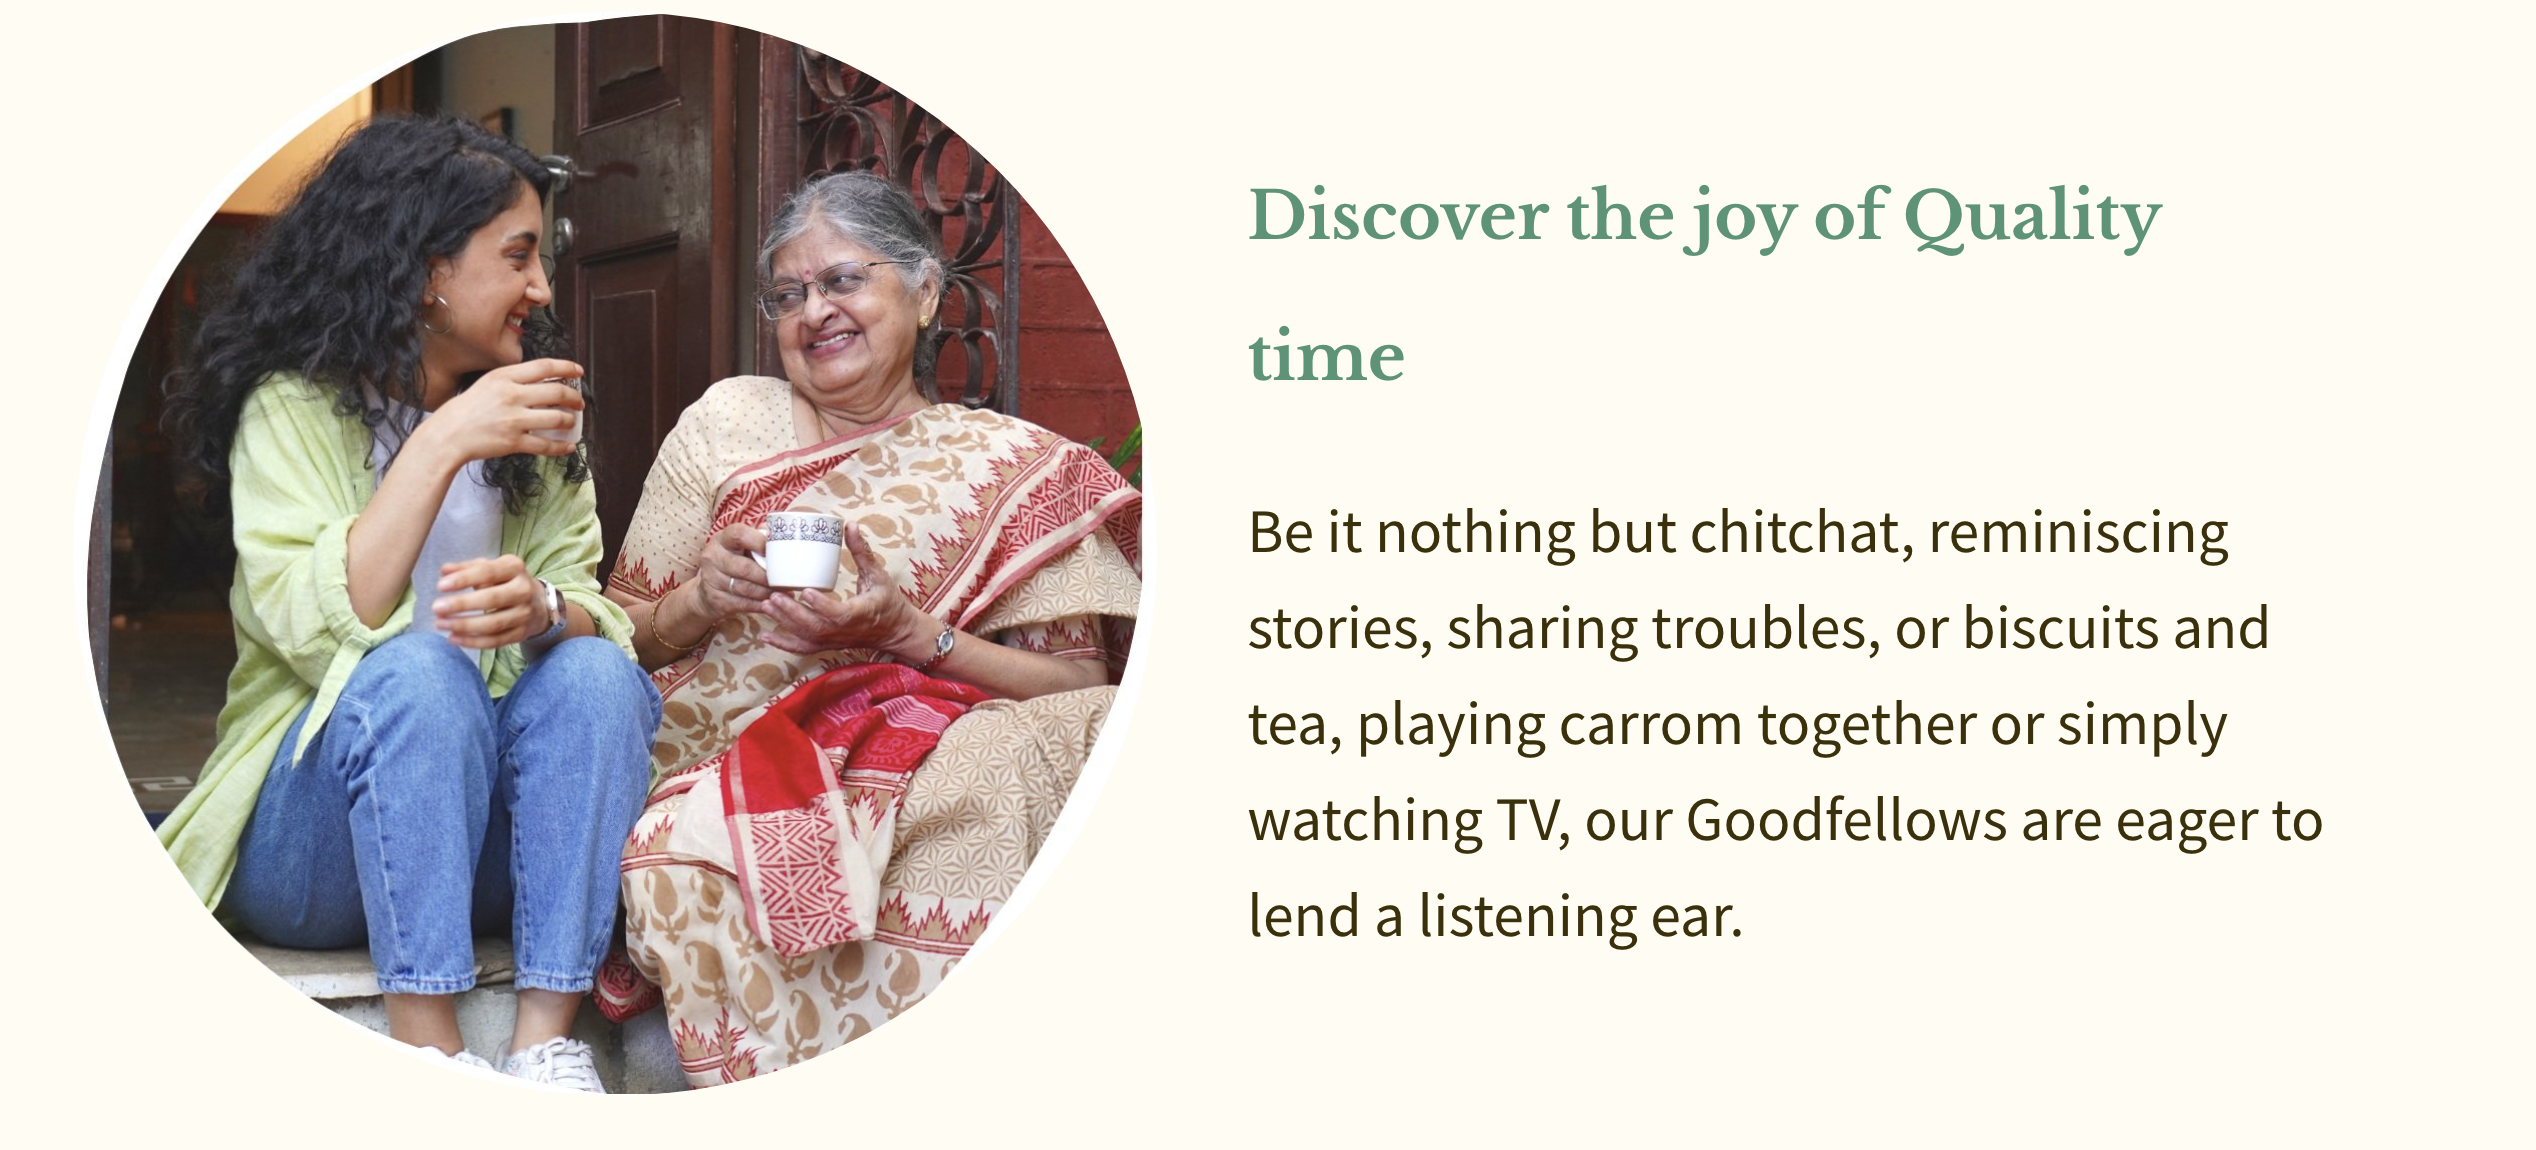 Discover the joy of Quality
time
Be it nothing but chitchat, reminiscing
stories, sharing troubles, or biscuits and
tea, playing carrom together or simply
watching TV, our Goodfellows are eager to
lend a listening ear.